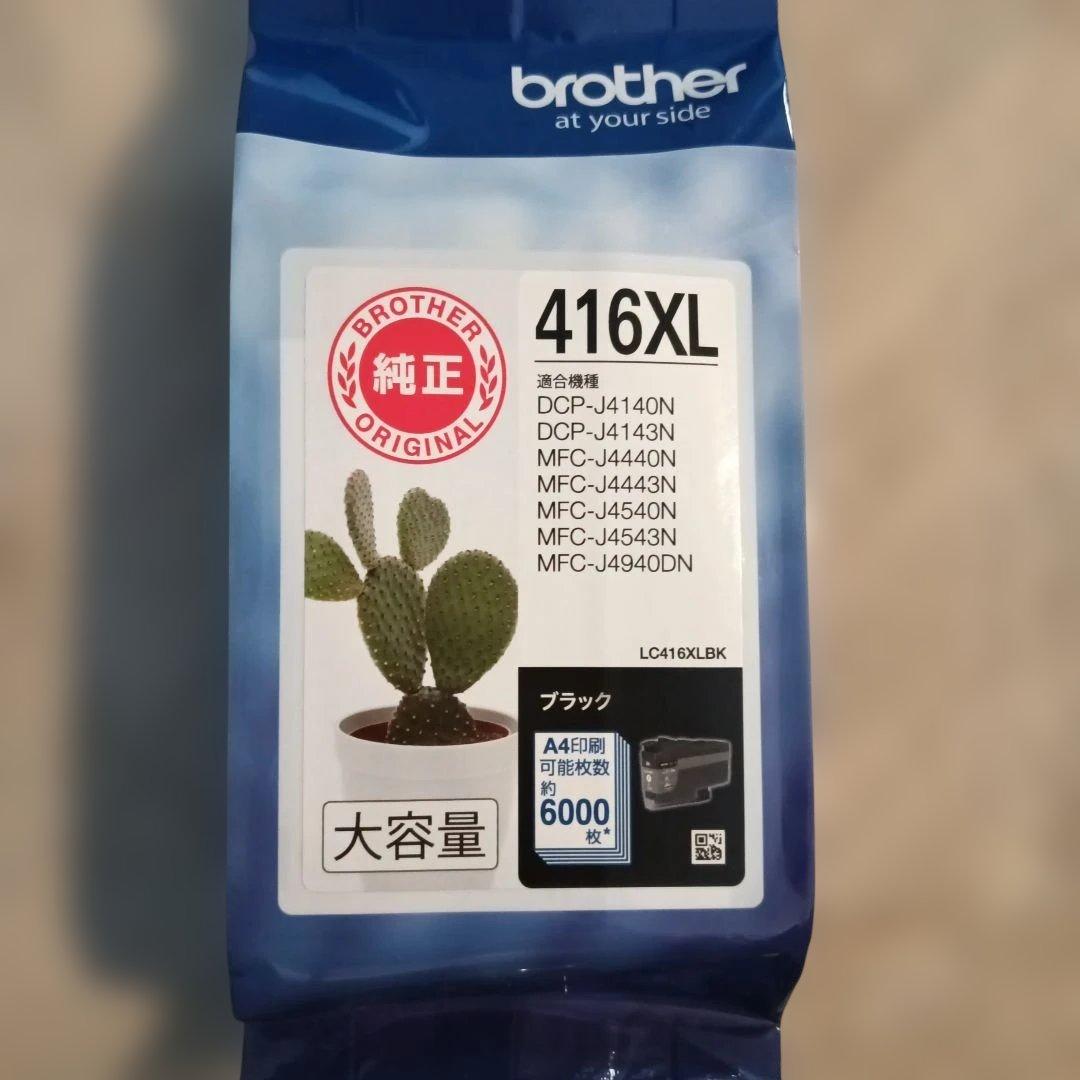 brother
at your side
BROTHER
純正
ORIGINAL
416XL
適合機種
DCP-J4140N
DCP-J4143N
MFC-J4440N
MFC-J4443N
MFC-J4540N
MFC-J4543N
MFC-J4940DN
LC416XLBK
ブラック
A4印刷
可能枚数
約
6000
枚*
大容量